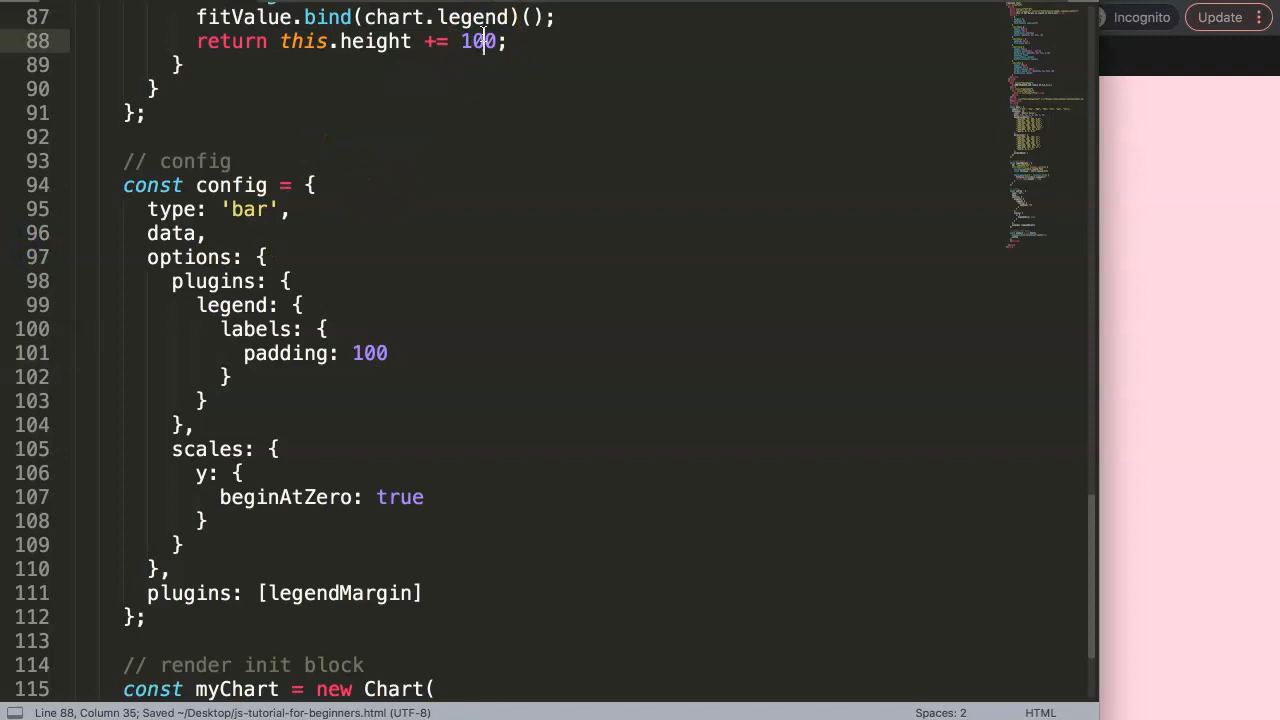 87 fitValue.bind(chart.legend)();
88 return this.height += 100;
89 }
90 }
91 };
92
93 // config
94 const config = {
95 type: 'bar',
96 data,
97 options: {
98 plugins: {
99 legend: {
100 labels: {
101 padding: 100
102 }
103 }
104 },
105 scales: {
106 y: {
107 beginAtZero: true
108 }
109 }
110 },
111 plugins: [legendMargin]
112 };
113
114 // render init block
115 const myChart = new Chart(
Line 88, Column 35; Saved ~/Desktop/js-tutorial-for-beginners.html (UTF-8)
Spaces: 2
HTML
Incognito
Update